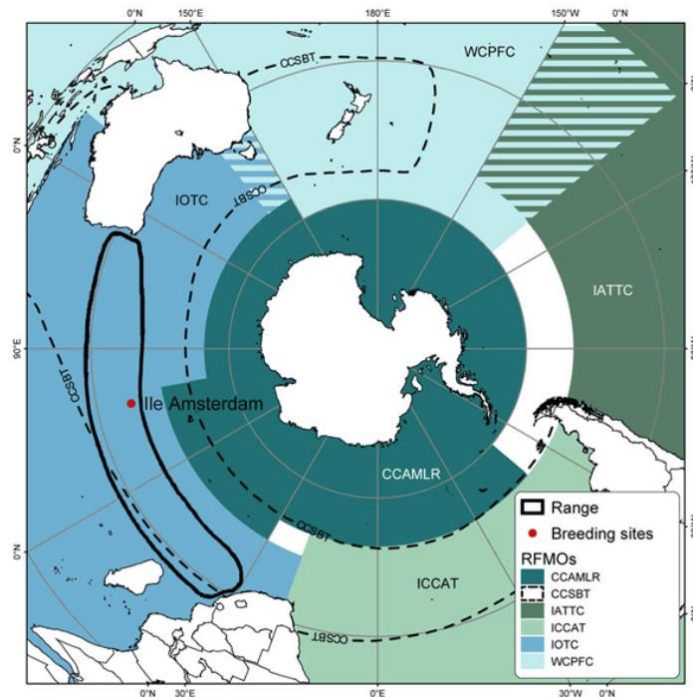 0°N 150°E 180°E 150°W 0°N
WCPFC
CCSBT
0°N
CCSBT
IOTC
IATTC
90°E
CCSBT
Ile Amsterdam
CCAMLR
CCSBT
0°N
ICCAT
CCSBT
Range
Breeding sites
RFMOs
CCAMLR
CCSBT
IATTC
ICCAT
IOTC
WCPFC
0°N 30°E 0°E 30°W 0°N